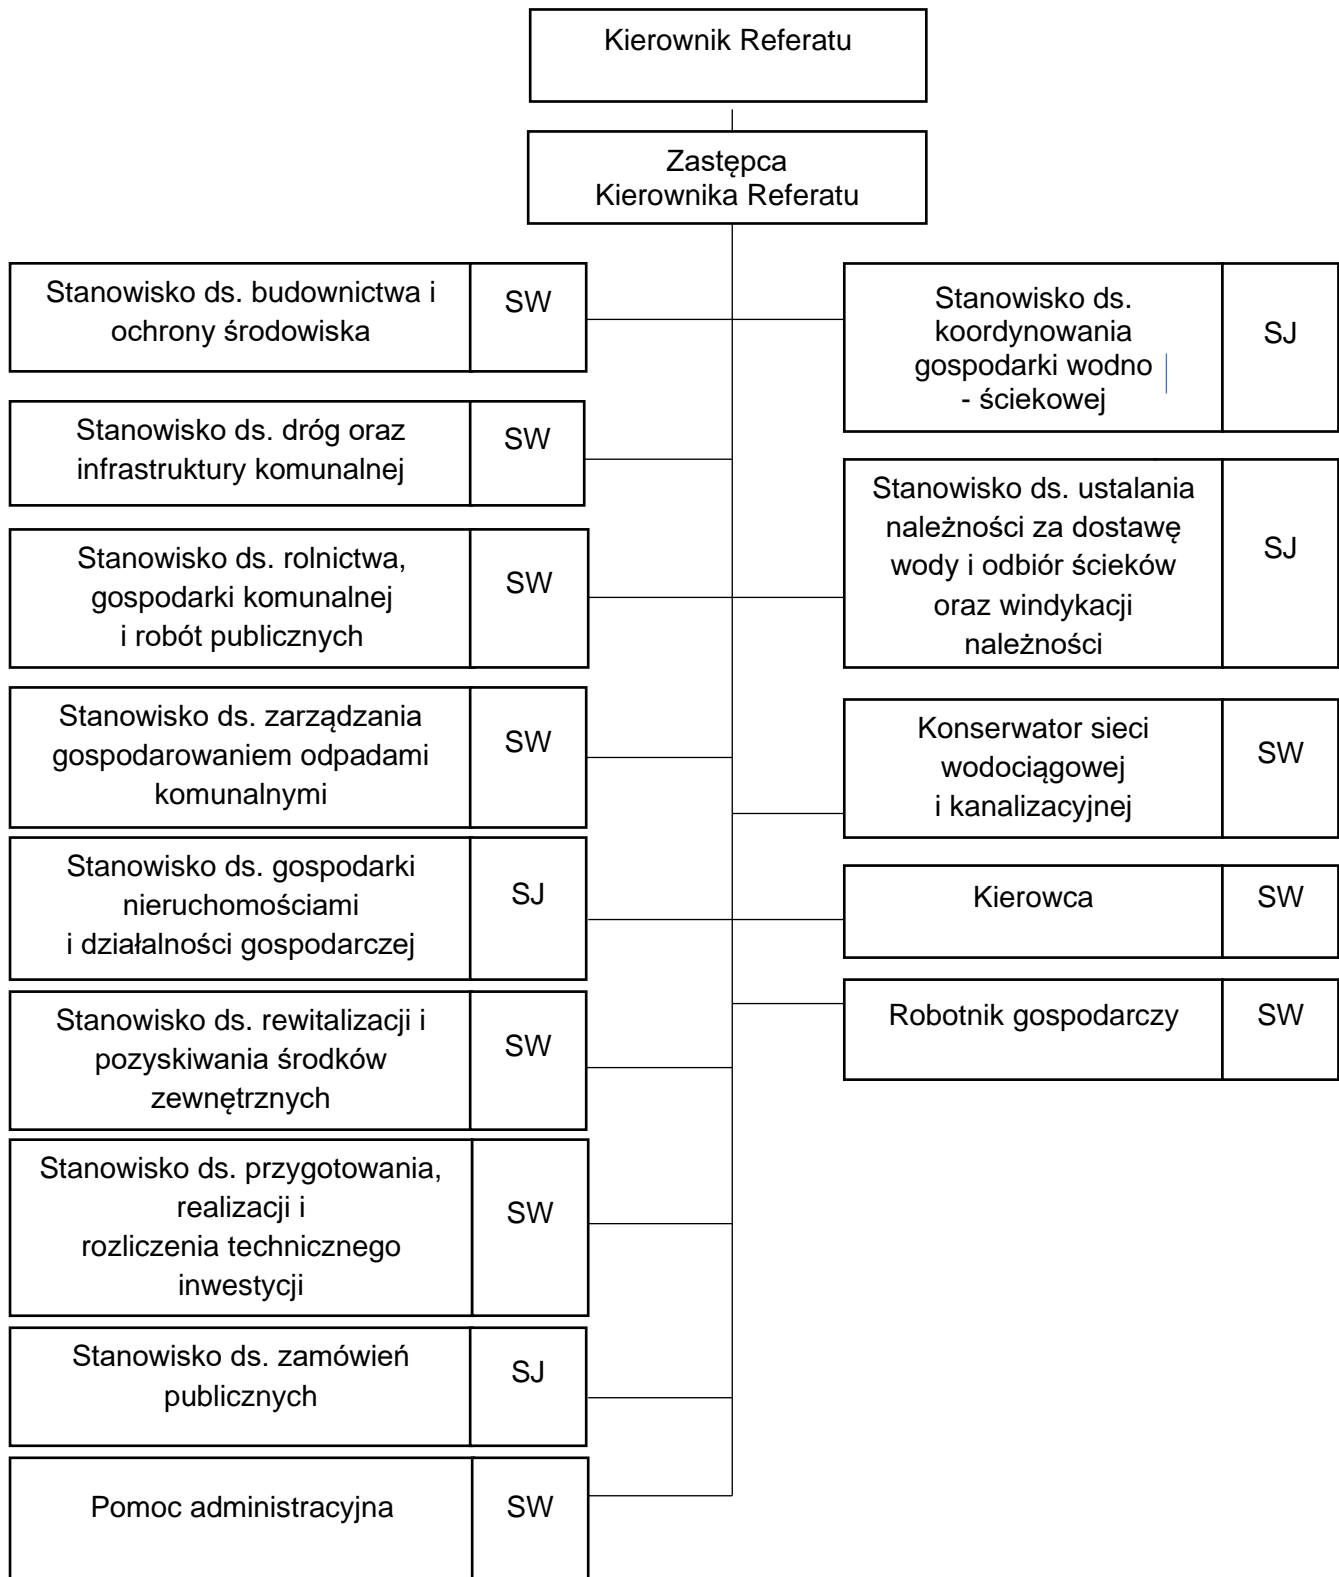 Kierownik Referatu
Zastępca
Kierownika Referatu
Stanowisko ds. budownictwa i
ochrony środowiska
SW
Stanowisko ds. dróg oraz
infrastruktury komunalnej
SW
Stanowisko ds. rolnictwa,
gospodarki komunalnej
i robót publicznych
SW
Stanowisko ds. zarządzania
gospodarowaniem odpadami
komunalnymi
SW
Stanowisko ds. gospodarki
nieruchomościami
i działalności gospodarczej
SJ
Stanowisko ds. rewitalizacji i
pozyskiwania środków
zewnętrznych
SW
Stanowisko ds. przygotowania,
realizacji i
rozliczenia technicznego
inwestycji
SW
Stanowisko ds. zamówień
publicznych
SJ
Pomoc administracyjna
SW
Stanowisko ds.
koordynowania
gospodarki wodno
- ściekowej
SJ
Stanowisko ds. ustalania
należności za dostawę
wody i odbiór ścieków
oraz windykacji
należności
SJ
Konserwator sieci
wodociągowej
i kanalizacyjnej
SW
Kierowca
SW
Robotnik gospodarczy
SW